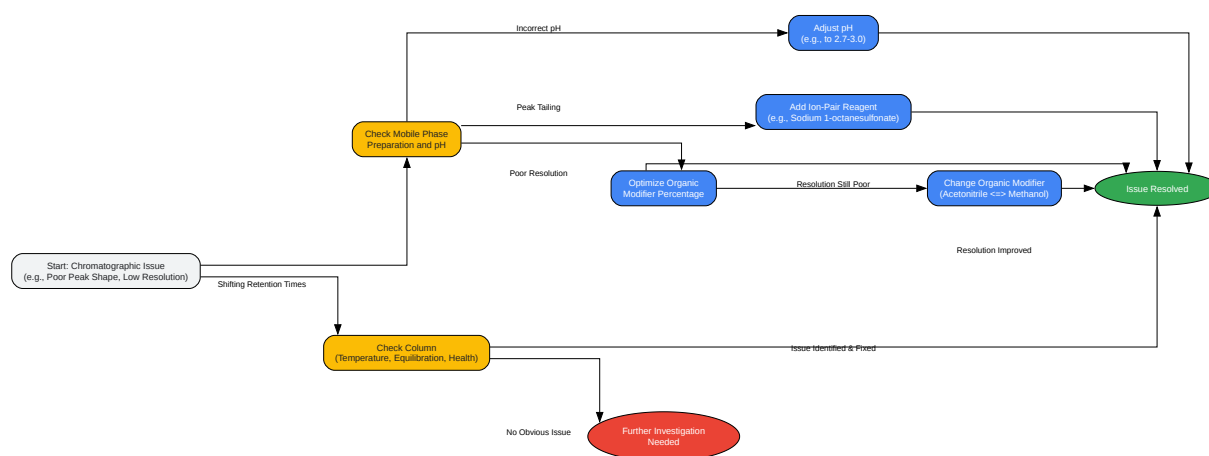 Incorrect pH
Adjust pH
(e.g., to 2.7-3.0)
Peak Tailing
Add Ion-Pair Reagent
(e.g., Sodium 1-octanesulfonate)
Check Mobile Phase
Preparation and pH
Poor Resolution
Optimize Organic
Modifier Percentage
Resolution Still Poor
Change Organic Modifier
(Acetonitrile <=> Methanol)
Issue Resolved
Resolution Improved
Start: Chromatographic Issue
(e.g., Poor Peak Shape, Low Resolution)
Shifting Retention Times
Check Column
(Temperature, Equilibration, Health)
Issue Identified & Fixed
No Obvious Issue
Further Investigation
Needed